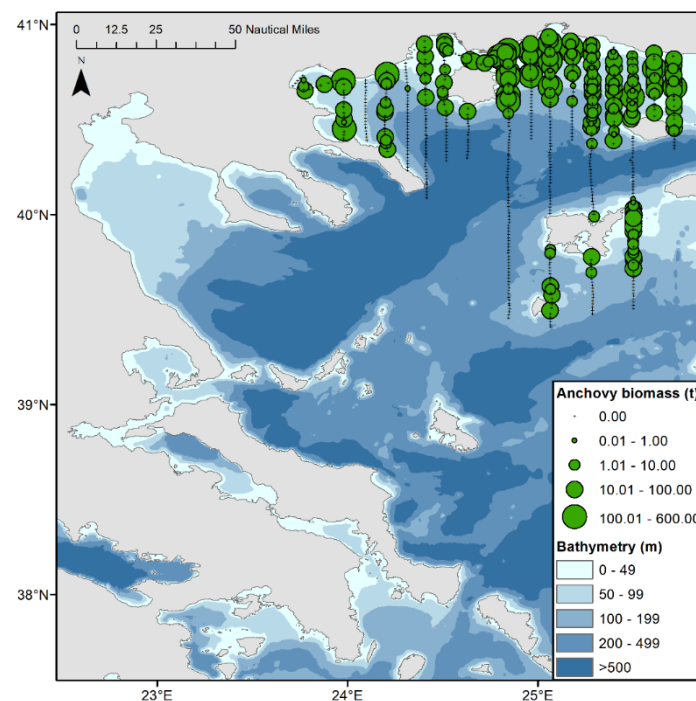 41°N
0 12.5 25 50 Nautical Miles
N
40°N
39°N
Anchovy biomass (t)
0.00
0.01 - 1.00
1.01 - 10.00
10.01 - 100.00
100.01 - 600.00
Bathymetry (m)
0 - 49
50 - 99
100 - 199
200 - 499
>500
38°N
23°E 24°E 25°E